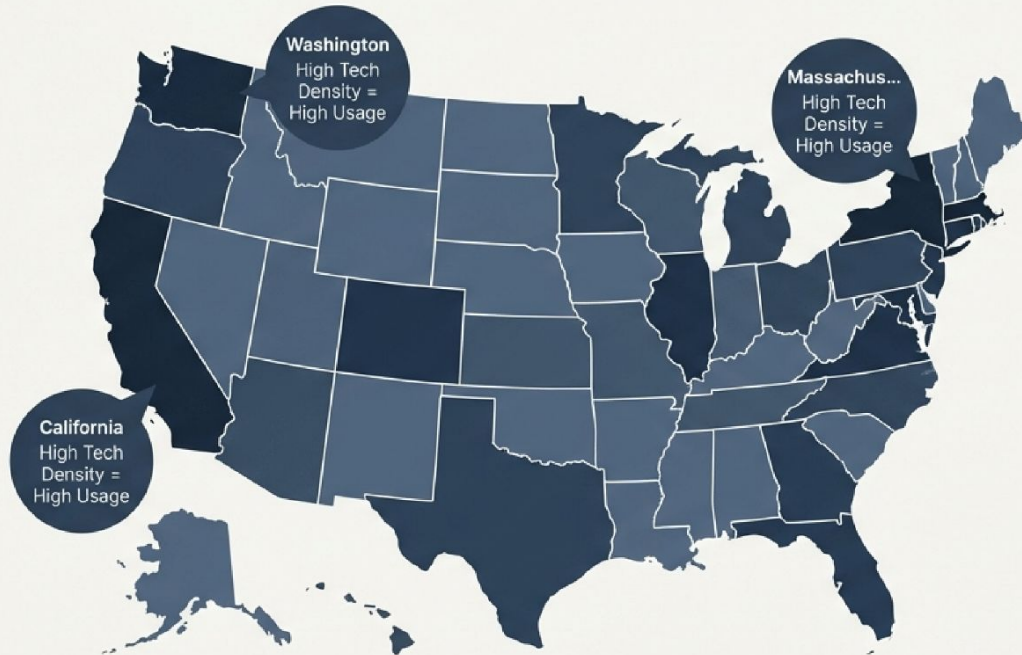 Washington
High Tech
Density =
High Usage
Massachus...
High Tech
Density =
High Usage
California
High Tech
Density =
High Usage